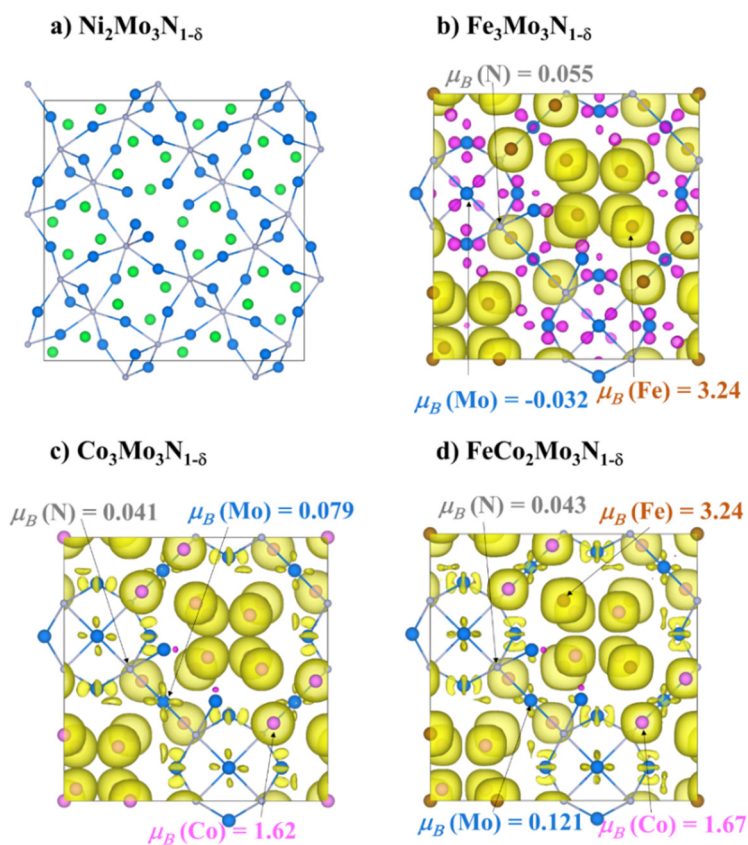 a) Ni₂Mo₃N₁₋δ
b) Fe₃Mo₃N₁₋δ
μB(N) = 0.055
μB(Mo) = -0.032
μB(Fe) = 3.24
c) Co₃Mo₃N₁₋δ
d) FeCo₂Mo₃N₁₋δ
μB(N) = 0.041
μB(Mo) = 0.079
μB(N) = 0.043
μB(Fe) = 3.24
μB(Co) = 1.62
μB(Mo) = 0.121
μB(Co) = 1.67